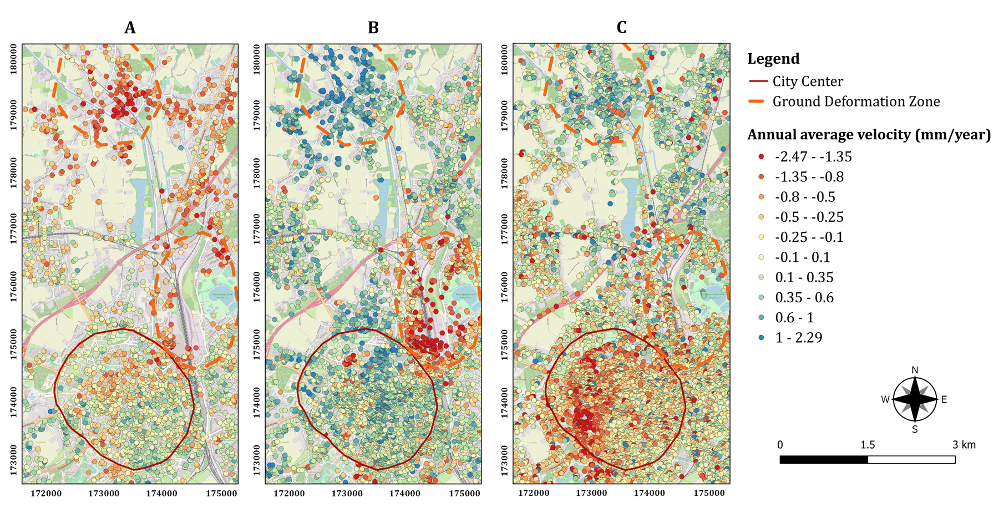 A B C
180000
179000
178000
177000
176000
175000
174000
173000
172000 173000 174000 175000
180000
179000
178000
177000
176000
175000
174000
173000
172000 173000 174000 175000
180000
179000
178000
177000
176000
175000
174000
173000
172000 173000 174000 175000
Legend
City Center
Ground Deformation Zone
Annual average velocity (mm/year)
-2.47 - -1.35
-1.35 - -0.8
-0.8 - -0.5
-0.5 - -0.25
-0.25 - -0.1
-0.1 - 0.1
0.1 - 0.35
0.35 - 0.6
0.6 - 1
1 - 2.29
N
W E
S
0 1.5 3 km